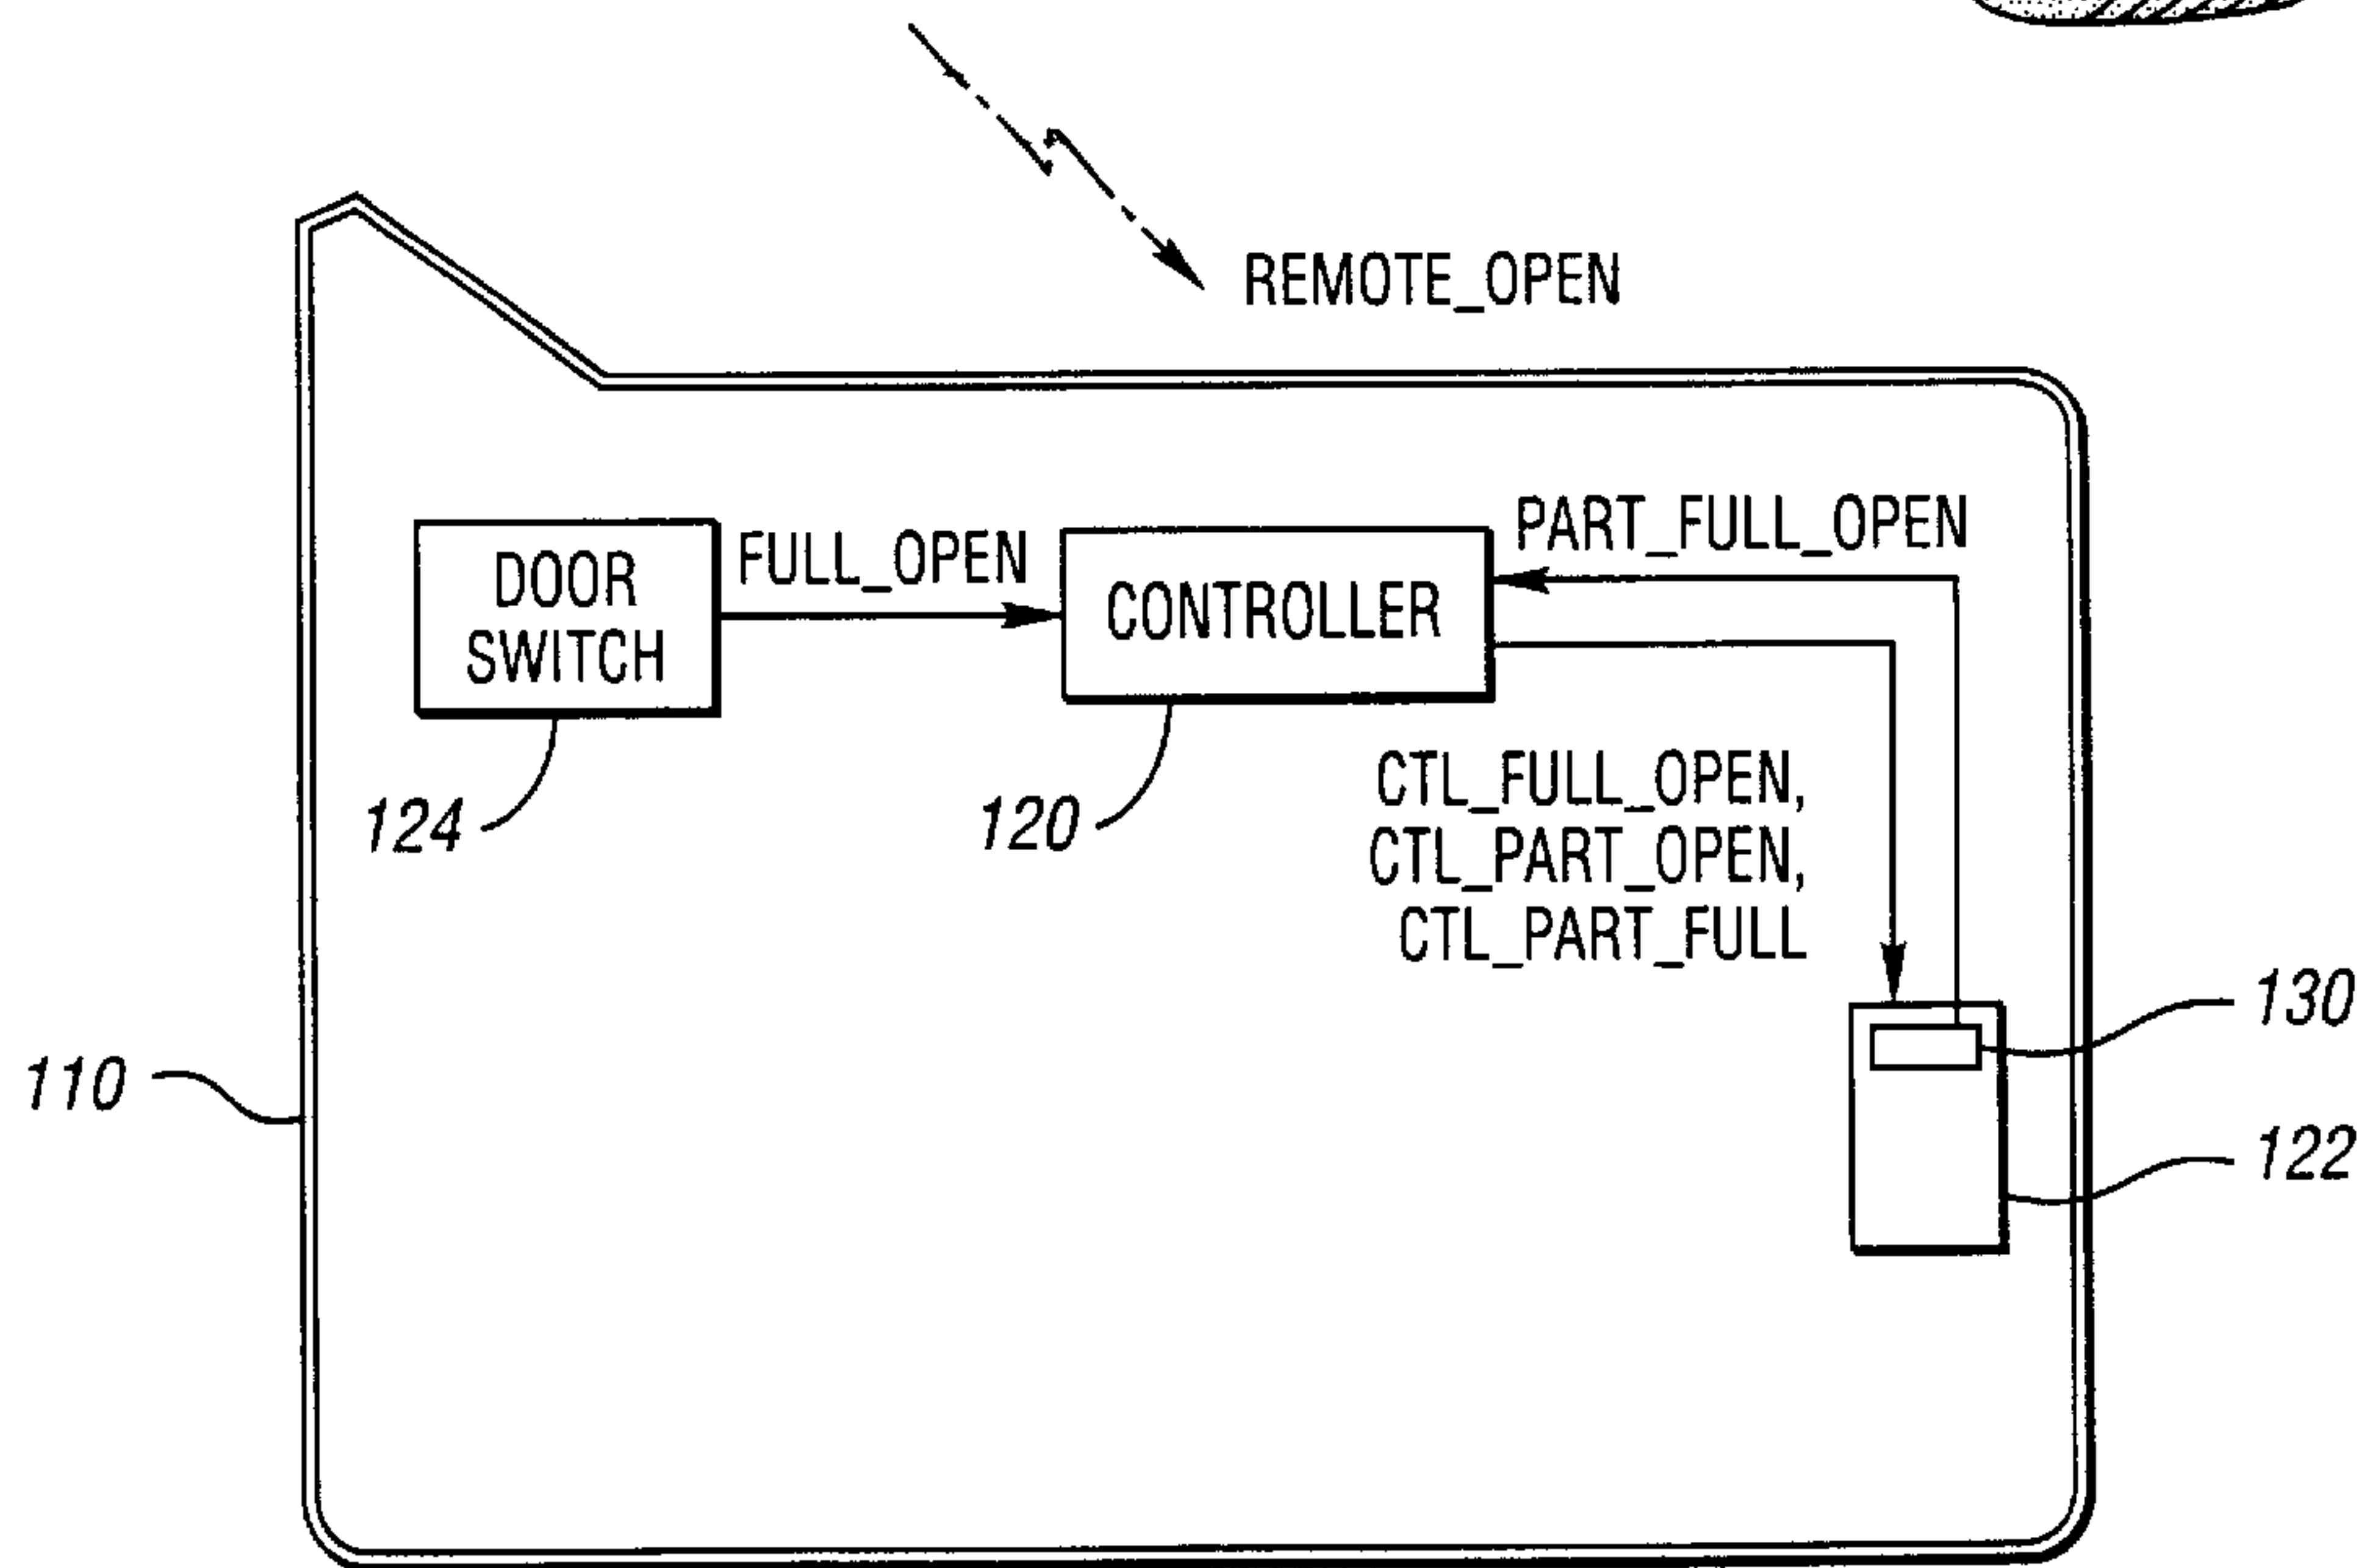 REMOTE_OPEN
PART_FULL_OPEN
DOOR
SWITCH
FULL_OPEN
CONTROLLER
CTL_FULL_OPEN,
CTL_PART_OPEN,
CTL_PART_FULL
124
120
130
110
122